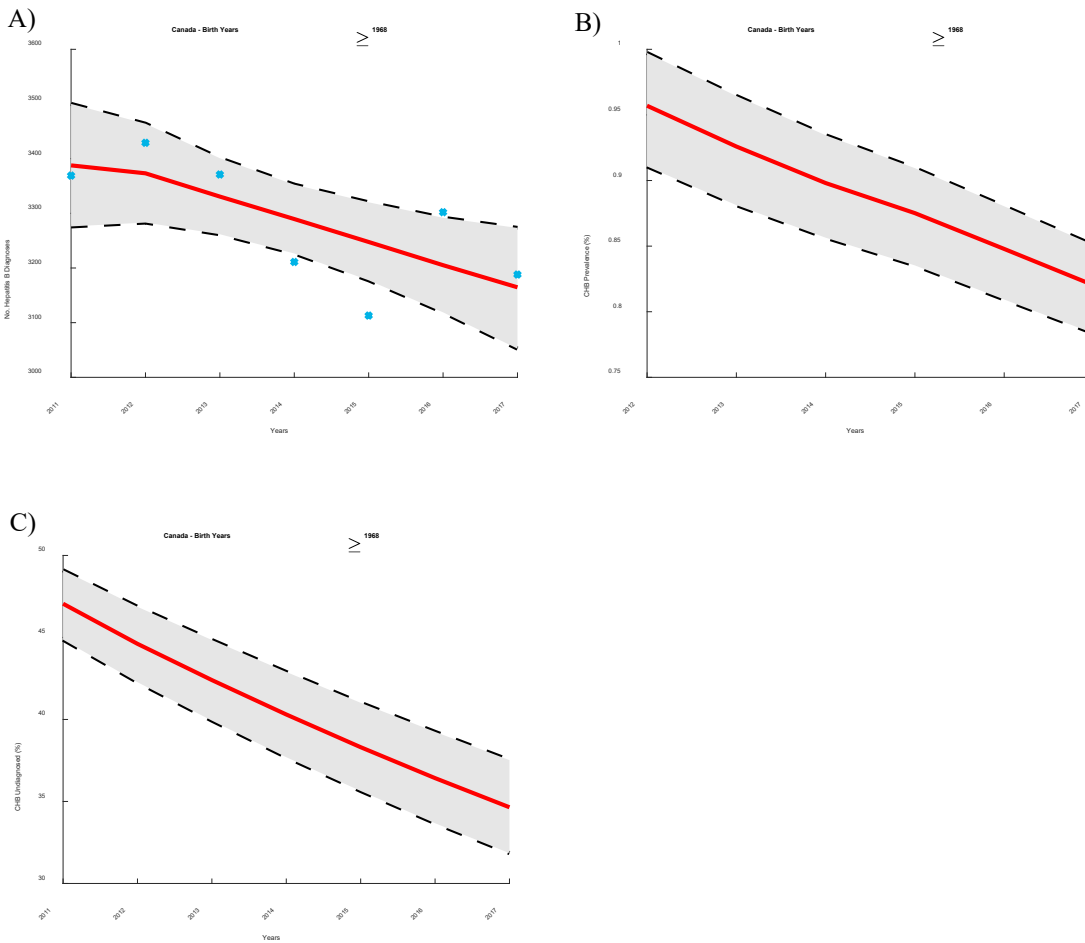 A)
Canada - Birth Years ≥ 1968
3600
3500
3400
3300
3200
3100
3000
No. Hepatitis B Diagnoses
2011 2012 2013 2014 2015 2016 2017
Years
B)
Canada - Birth Years ≥ 1968
1
0.95
0.9
0.85
0.8
0.75
CHB Prevalence (%)
2012 2013 2014 2015 2016 2017
Years
C)
Canada - Birth Years ≥ 1968
50
45
40
35
30
CHB Undiagnosed (%)
2011 2012 2013 2014 2015 2016 2017
Years